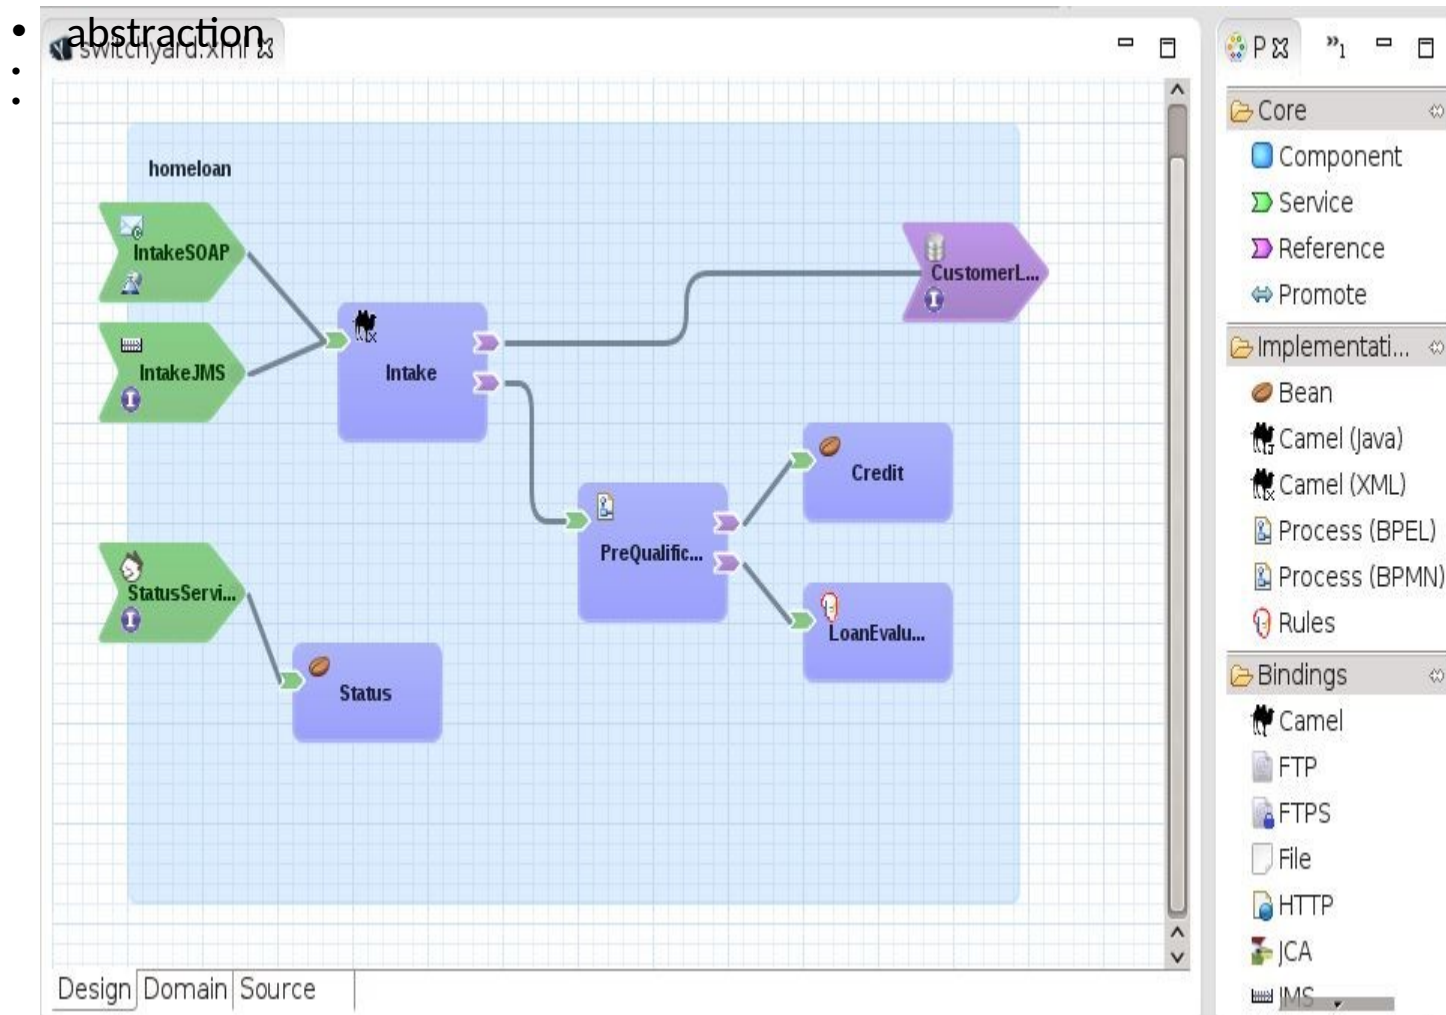 • abstraction
•
•
switchyard.xml
P
»1
homeloan
IntakeSOAP
IntakeJMS
Intake
CustomerL...
Credit
PreQualific...
LoanEvalu...
StatusServi...
Status
Design
Domain
Source
Core
Component
Service
Reference
Promote
Implementati...
Bean
Camel (Java)
Camel (XML)
Process (BPEL)
Process (BPMN)
Rules
Bindings
Camel
FTP
FTPS
File
HTTP
JCA
JMS